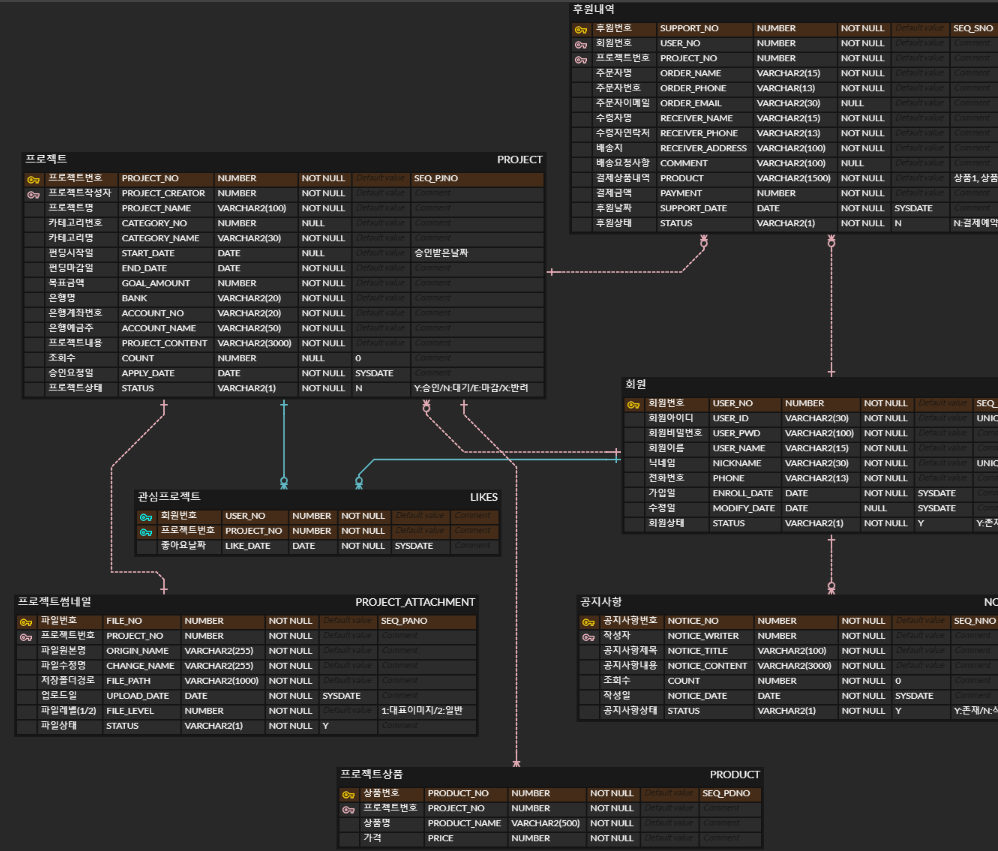 후원내역
후원번호 SUPPORT_NO NUMBER NOT NULL Default value SEQ_SNO
회원번호 USER_NO NUMBER NOT NULL Default value Comment
프로젝트번호 PROJECT_NO NUMBER NOT NULL Default value Comment
주문자명 ORDER_NAME VARCHAR2(15) NOT NULL Default value Comment
주문자번호 ORDER_PHONE VARCHAR(13) NOT NULL Default value Comment
주문자이메일 ORDER_EMAIL VARCHAR2(30) NULL Default value Comment
수령자명 RECEIVER_NAME VARCHAR2(15) NOT NULL Default value Comment
수령자연락처 RECEIVER_PHONE VARCHAR2(13) NOT NULL Default value Comment
배송지 RECEIVER_ADDRESS VARCHAR2(100) NOT NULL Default value Comment
배송요청사항 COMMENT VARCHAR2(100) NULL Default value Comment
결제상품내역 PRODUCT VARCHAR2(1500) NOT NULL Default value 상품1, 상품
결제금액 PAYMENT NUMBER NOT NULL Default value Comment
후원날짜 SUPPORT_DATE DATE NOT NULL SYSDATE Comment
후원상태 STATUS VARCHAR2(1) NOT NULL N N:결제예약
프로젝트 PROJECT
프로젝트번호 PROJECT_NO NUMBER NOT NULL Default value SEQ_PJNO
프로젝트작성자 PROJECT_CREATOR NUMBER NOT NULL Default value Comment
프로젝트명 PROJECT_NAME VARCHAR2(100) NOT NULL Default value Comment
카테고리번호 CATEGORY_NO NUMBER NULL Default value Comment
카테고리명 CATEGORY_NAME VARCHAR2(30) NOT NULL Default value Comment
펀딩시작일 START_DATE DATE NULL Default value 승인받은날짜
펀딩마감일 END_DATE DATE NOT NULL Default value Comment
목표금액 GOAL_AMOUNT NUMBER NOT NULL Default value Comment
은행명 BANK VARCHAR2(20) NOT NULL Default value Comment
은행계좌번호 ACCOUNT_NO VARCHAR2(20) NOT NULL Default value Comment
은행예금주 ACCOUNT_NAME VARCHAR2(50) NOT NULL Default value Comment
프로젝트내용 PROJECT_CONTENT VARCHAR2(3000) NOT NULL Default value Comment
조회수 COUNT NUMBER NULL 0 Comment
승인요청일 APPLY_DATE DATE NOT NULL SYSDATE Comment
프로젝트상태 STATUS VARCHAR2(1) NOT NULL N Y:승인/N:대기/E:마감/X:반려
회원
회원번호 USER_NO NUMBER NOT NULL Default value SEQ_
회원아이디 USER_ID VARCHAR2(30) NOT NULL Default value UNIQ
회원비밀번호 USER_PWD VARCHAR2(100) NOT NULL Default value
회원이름 USER_NAME VARCHAR2(15) NOT NULL Default value
닉네임 NICKNAME VARCHAR2(30) NOT NULL Default value UNIQ
전화번호 PHONE VARCHAR2(13) NOT NULL Default value
가입일 ENROLL_DATE DATE NOT NULL SYSDATE
수정일 MODIFY_DATE DATE NULL SYSDATE
회원상태 STATUS VARCHAR2(1) NOT NULL Y Y:존재
관심프로젝트 LIKES
회원번호 USER_NO NUMBER NOT NULL Default value Comment
프로젝트번호 PROJECT_NO NUMBER NOT NULL Default value Comment
좋아요날짜 LIKE_DATE DATE NOT NULL SYSDATE Comment
프로젝트썸네일 PROJECT_ATTACHMENT
파일번호 FILE_NO NUMBER NOT NULL Default value SEQ_PANO
프로젝트번호 PROJECT_NO NUMBER NOT NULL Default value Comment
파일원본명 ORIGIN_NAME VARCHAR2(255) NOT NULL Default value Comment
파일수정명 CHANGE_NAME VARCHAR2(255) NOT NULL Default value Comment
저장폴더경로 FILE_PATH VARCHAR2(1000) NOT NULL Default value Comment
업로드일 UPLOAD_DATE DATE NOT NULL SYSDATE Comment
파일레벨(1/2) FILE_LEVEL NUMBER NOT NULL Default value 1:대표이미지/2:일반
파일상태 STATUS VARCHAR2(1) NOT NULL Y Comment
공지사항 NO
공지사항번호 NOTICE_NO NUMBER NOT NULL Default value SEQ_NNO
작성자 NOTICE_WRITER NUMBER NOT NULL Default value Comment
공지사항제목 NOTICE_TITLE VARCHAR2(100) NOT NULL Default value Comment
공지사항내용 NOTICE_CONTENT VARCHAR2(3000) NOT NULL Default value Comment
조회수 COUNT NUMBER NOT NULL 0 Comment
작성일 NOTICE_DATE DATE NOT NULL SYSDATE Comment
공지사항상태 STATUS VARCHAR2(1) NOT NULL Y Y:존재/N:삭
프로젝트상품 PRODUCT
상품번호 PRODUCT_NO NUMBER NOT NULL Default value SEQ_PDNO
프로젝트번호 PROJECT_NO NUMBER NOT NULL Default value Comment
상품명 PRODUCT_NAME VARCHAR2(500) NOT NULL Default value Comment
가격 PRICE NUMBER NOT NULL Default value Comment